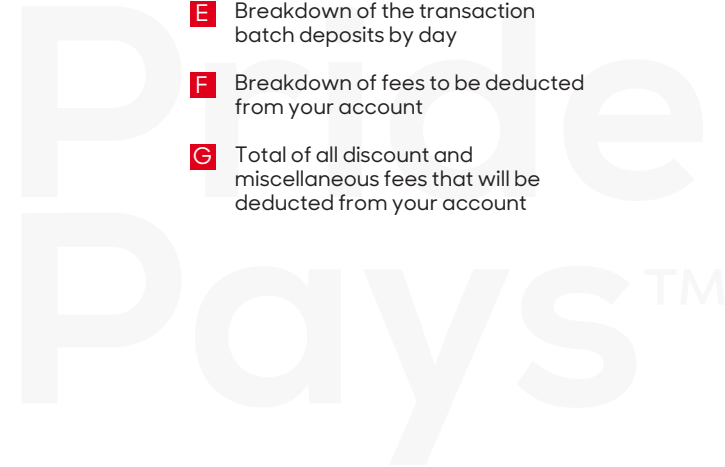 E Breakdown of the transaction
batch deposits by day
F Breakdown of fees to be deducted
from your account
G Total of all discount and
miscellaneous fees that will be
deducted from your account
Pride
Pays™